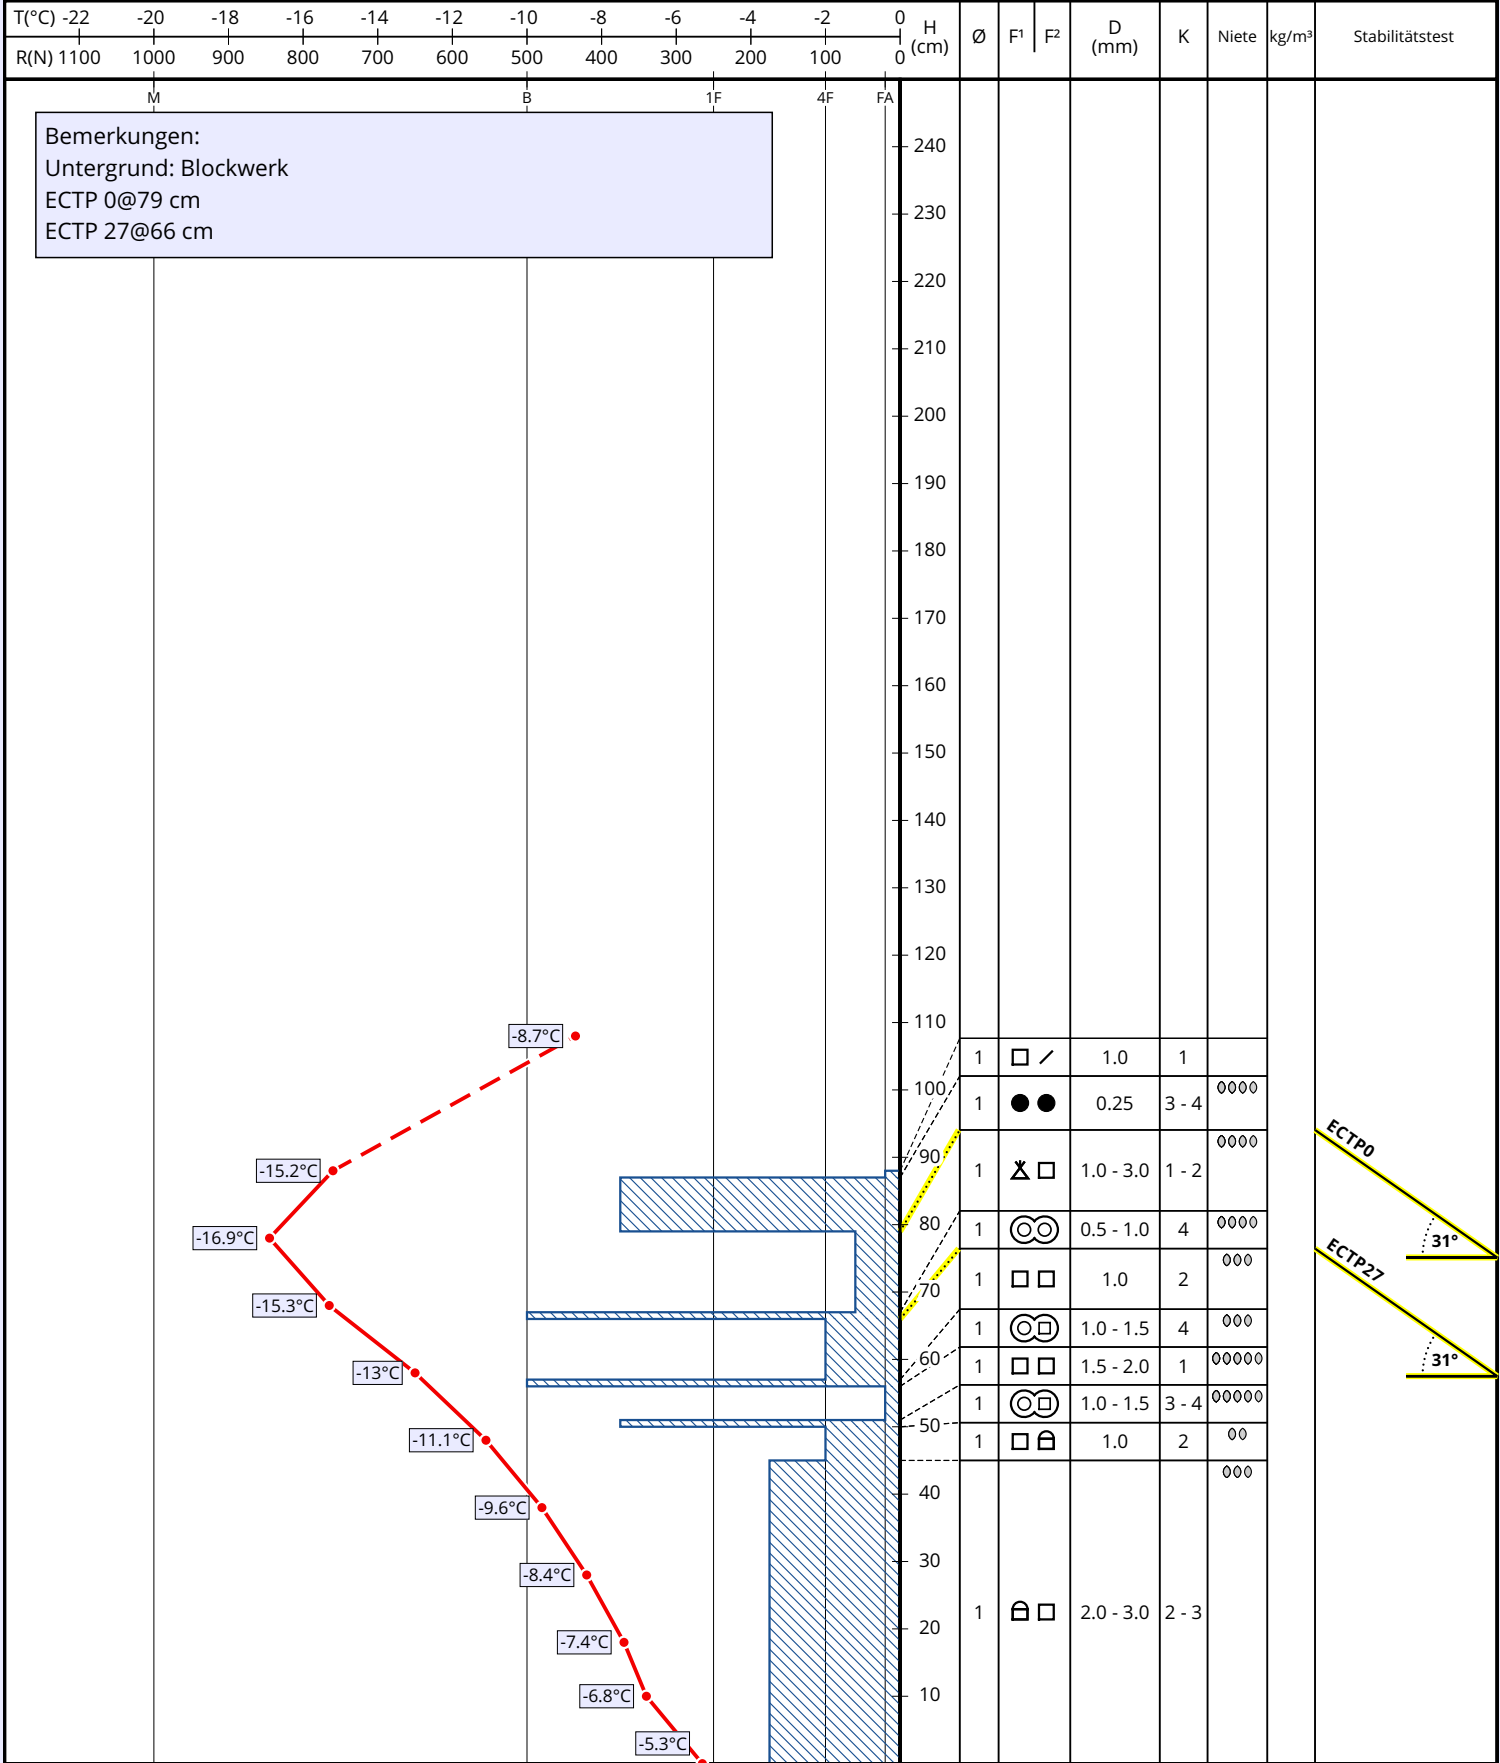 T(°C) -22 -20 -18 -16 -14 -12 -10 -8 -6 -4 -2 0
R(N) 1100 1000 900 800 700 600 500 400 300 200 100 0
H (cm) Ø F¹ F² D (mm) K Niete kg/m³ Stabilitätstest
M B 1F 4F FA
Bemerkungen:
Untergrund: Blockwerk
ECTP 0@79 cm
ECTP 27@66 cm
240
230
220
210
200
190
180
170
160
150
140
130
120
110
100
90
80
70
60
50
40
30
20
10
-8.7°C
-15.2°C
-16.9°C
-15.3°C
-13°C
-11.1°C
-9.6°C
-8.4°C
-7.4°C
-6.8°C
-5.3°C
1 1.0 1
1 0.25 3 - 4
1 1.0 - 3.0 1 - 2
1 0.5 - 1.0 4
1 1.0 2
1 1.0 - 1.5 4
1 1.5 - 2.0 1
1 1.0 - 1.5 3 - 4
1 1.0 2
1 2.0 - 3.0 2 - 3
ECTP0
31°
ECTP27
31°